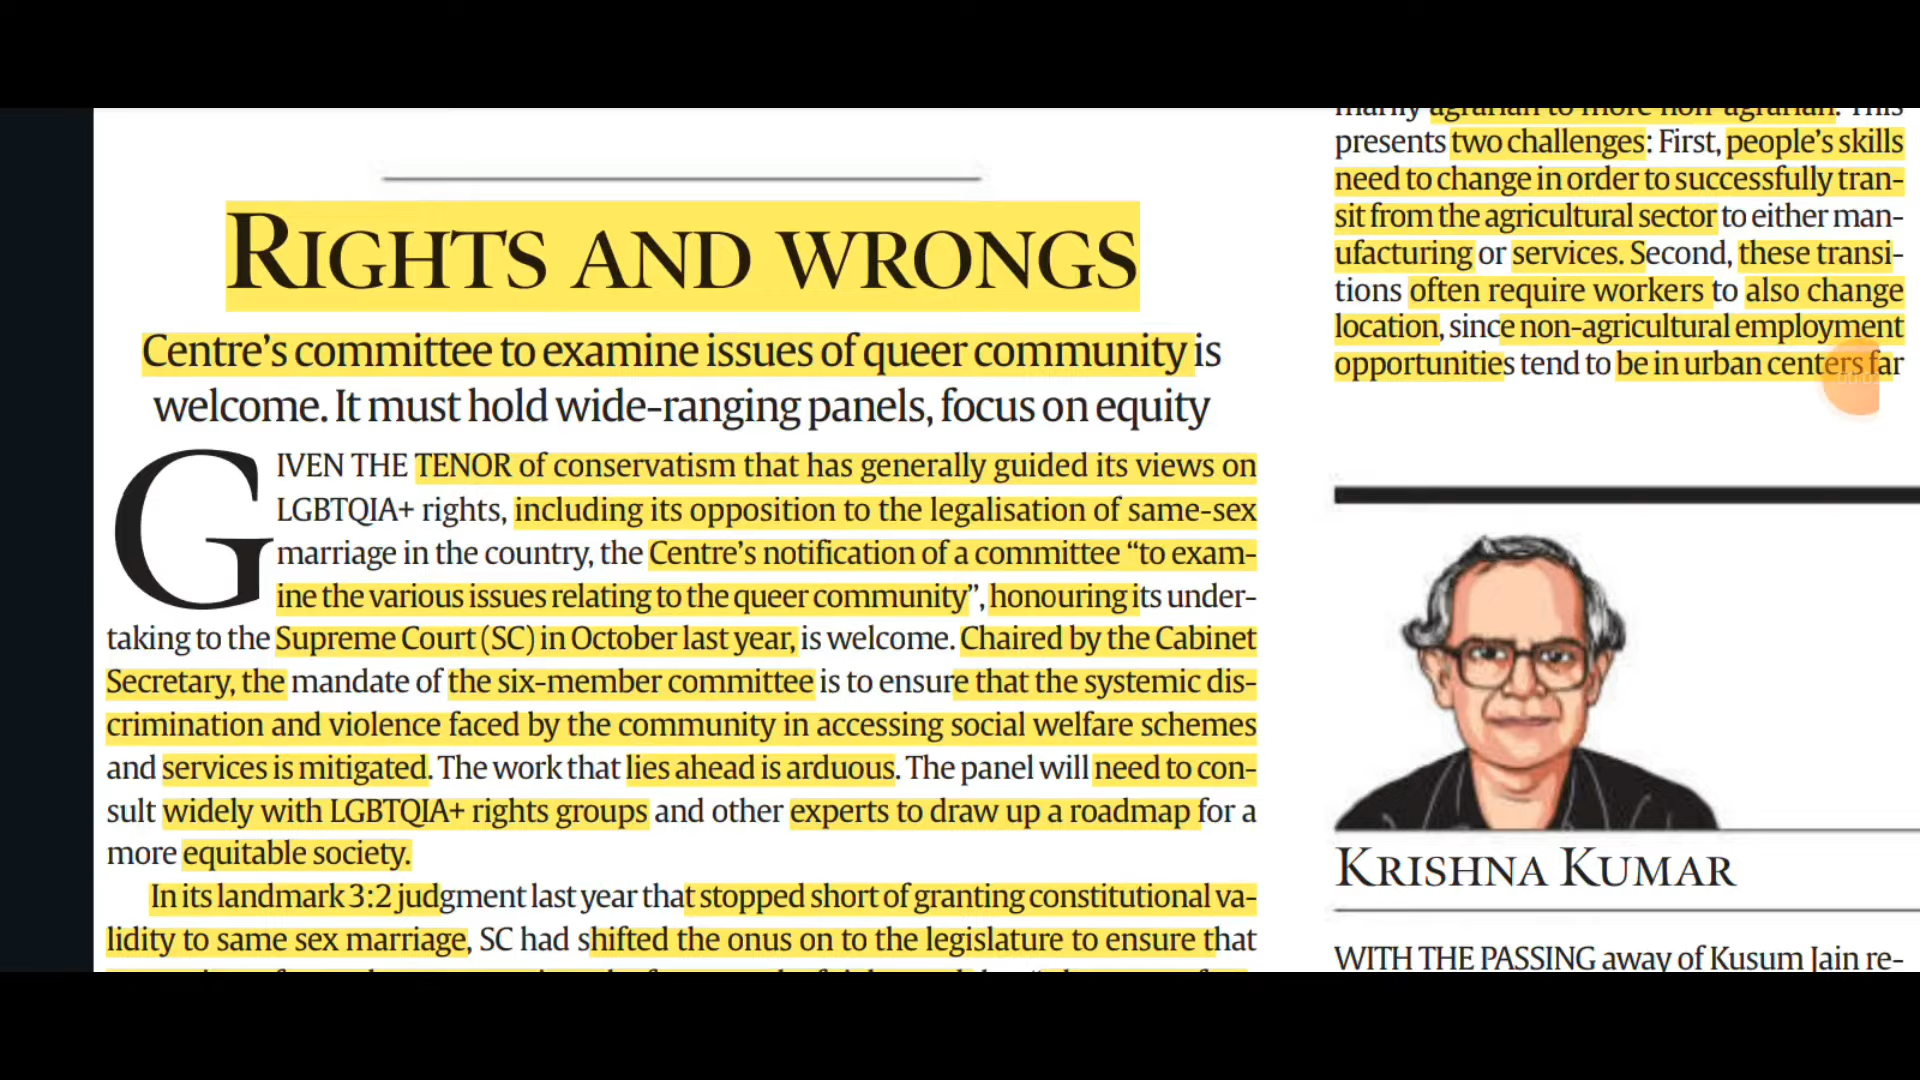 RIGHTS AND WRONGS
Centre's committee to examine issues of queer community is
welcome. It must hold wide-ranging panels, focus on equity
GIVEN THE TENOR of conservatism that has generally guided its views on
LGBTQIA+ rights, including its opposition to the legalisation of same-sex
marriage in the country, the Centre's notification of a committee “to exam-
ine the various issues relating to the queer community”, honouring its under-
taking to the Supreme Court (SC) in October last year, is welcome. Chaired by the Cabinet
Secretary, the mandate of the six-member committee is to ensure that the systemic dis-
crimination and violence faced by the community in accessing social welfare schemes
and services is mitigated. The work that lies ahead is arduous. The panel will need to con-
sult widely with LGBTQIA+ rights groups and other experts to draw up a roadmap for a
more equitable society.
In its landmark 3:2 judgment last year that stopped short of granting constitutional va-
lidity to same sex marriage, SC had shifted the onus on to the legislature to ensure that
marily agrarian to more non-agrarian. This
presents two challenges: First, people's skills
need to change in order to successfully tran-
sit from the agricultural sector to either man-
ufacturing or services. Second, these transi-
tions often require workers to also change
location, since non-agricultural employment
opportunities tend to be in urban centers far
KRISHNA KUMAR
WITH THE PASSING away of Kusum Jain re-